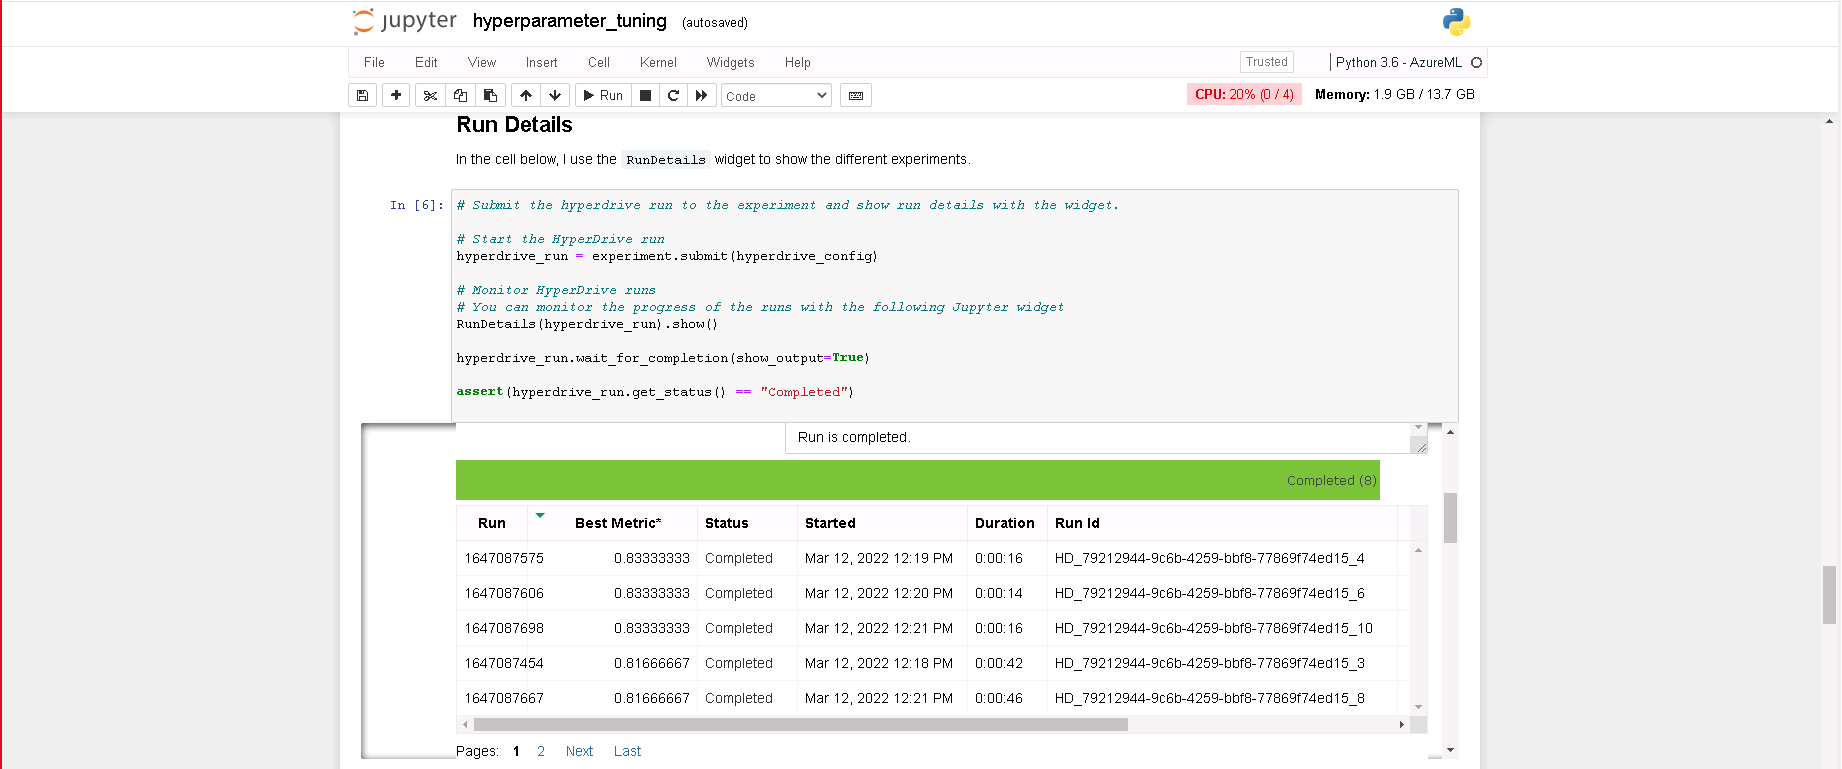 jupyter hyperparameter_tuning (autosaved)
File Edit View Insert Cell Kernel Widgets Help Trusted Python 3.6 - AzureML
Run Code CPU: 20% (0 / 4) Memory: 1.9 GB / 13.7 GB
Run Details
In the cell below, I use the RunDetails widget to show the different experiments.
In [6]: # Submit the hyperdrive run to the experiment and show run details with the widget.
# Start the HyperDrive run
hyperdrive_run = experiment.submit(hyperdrive_config)
# Monitor HyperDrive runs
# You can monitor the progress of the runs with the following Jupyter widget
RunDetails(hyperdrive_run).show()
hyperdrive_run.wait_for_completion(show_output=True)
assert(hyperdrive_run.get_status() == "Completed")
Run is completed.
Completed (8)
Run Best Metric* Status Started Duration Run Id
1647087575 0.83333333 Completed Mar 12, 2022 12:19 PM 0:00:16 HD_79212944-9c6b-4259-bbf8-77869f74ed15_4
1647087606 0.83333333 Completed Mar 12, 2022 12:20 PM 0:00:14 HD_79212944-9c6b-4259-bbf8-77869f74ed15_6
1647087698 0.83333333 Completed Mar 12, 2022 12:21 PM 0:00:16 HD_79212944-9c6b-4259-bbf8-77869f74ed15_10
1647087454 0.81666667 Completed Mar 12, 2022 12:18 PM 0:00:42 HD_79212944-9c6b-4259-bbf8-77869f74ed15_3
1647087667 0.81666667 Completed Mar 12, 2022 12:21 PM 0:00:46 HD_79212944-9c6b-4259-bbf8-77869f74ed15_8
Pages: 1 2 Next Last